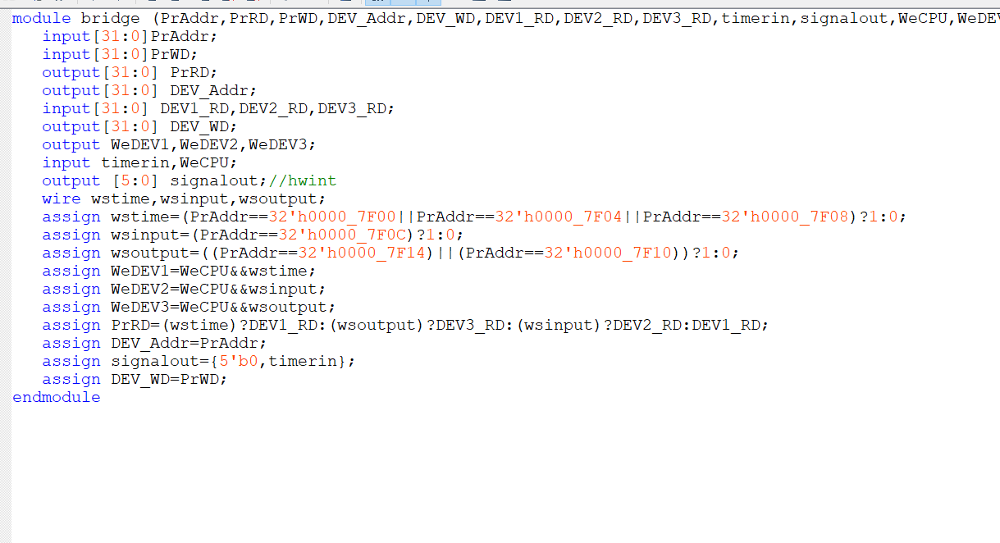 module bridge (PrAddr,PrRD,PrWD,DEV_Addr,DEV_WD,DEV1_RD,DEV2_RD,DEV3_RD,timerin,signalout,WeCPU,WeDEV
input[31:0]PrAddr;
input[31:0]PrWD;
output[31:0] PrRD;
output[31:0] DEV_Addr;
input[31:0] DEV1_RD,DEV2_RD,DEV3_RD;
output[31:0] DEV_WD;
output WeDEV1,WeDEV2,WeDEV3;
input timerin,WeCPU;
output [5:0] signalout;//hwint
wire wstime,wsinput,wsoutput;
assign wstime=(PrAddr==32'h0000_7F00||PrAddr==32'h0000_7F04||PrAddr==32'h0000_7F08)?1:0;
assign wsinput=(PrAddr==32'h0000_7F0C)?1:0;
assign wsoutput=((PrAddr==32'h0000_7F14)||(PrAddr==32'h0000_7F10))?1:0;
assign WeDEV1=WeCPU&&wstime;
assign WeDEV2=WeCPU&&wsinput;
assign WeDEV3=WeCPU&&wsoutput;
assign PrRD=(wstime)?DEV1_RD:(wsoutput)?DEV3_RD:(wsinput)?DEV2_RD:DEV1_RD;
assign DEV_Addr=PrAddr;
assign signalout={5'b0,timerin};
assign DEV_WD=PrWD;
endmodule